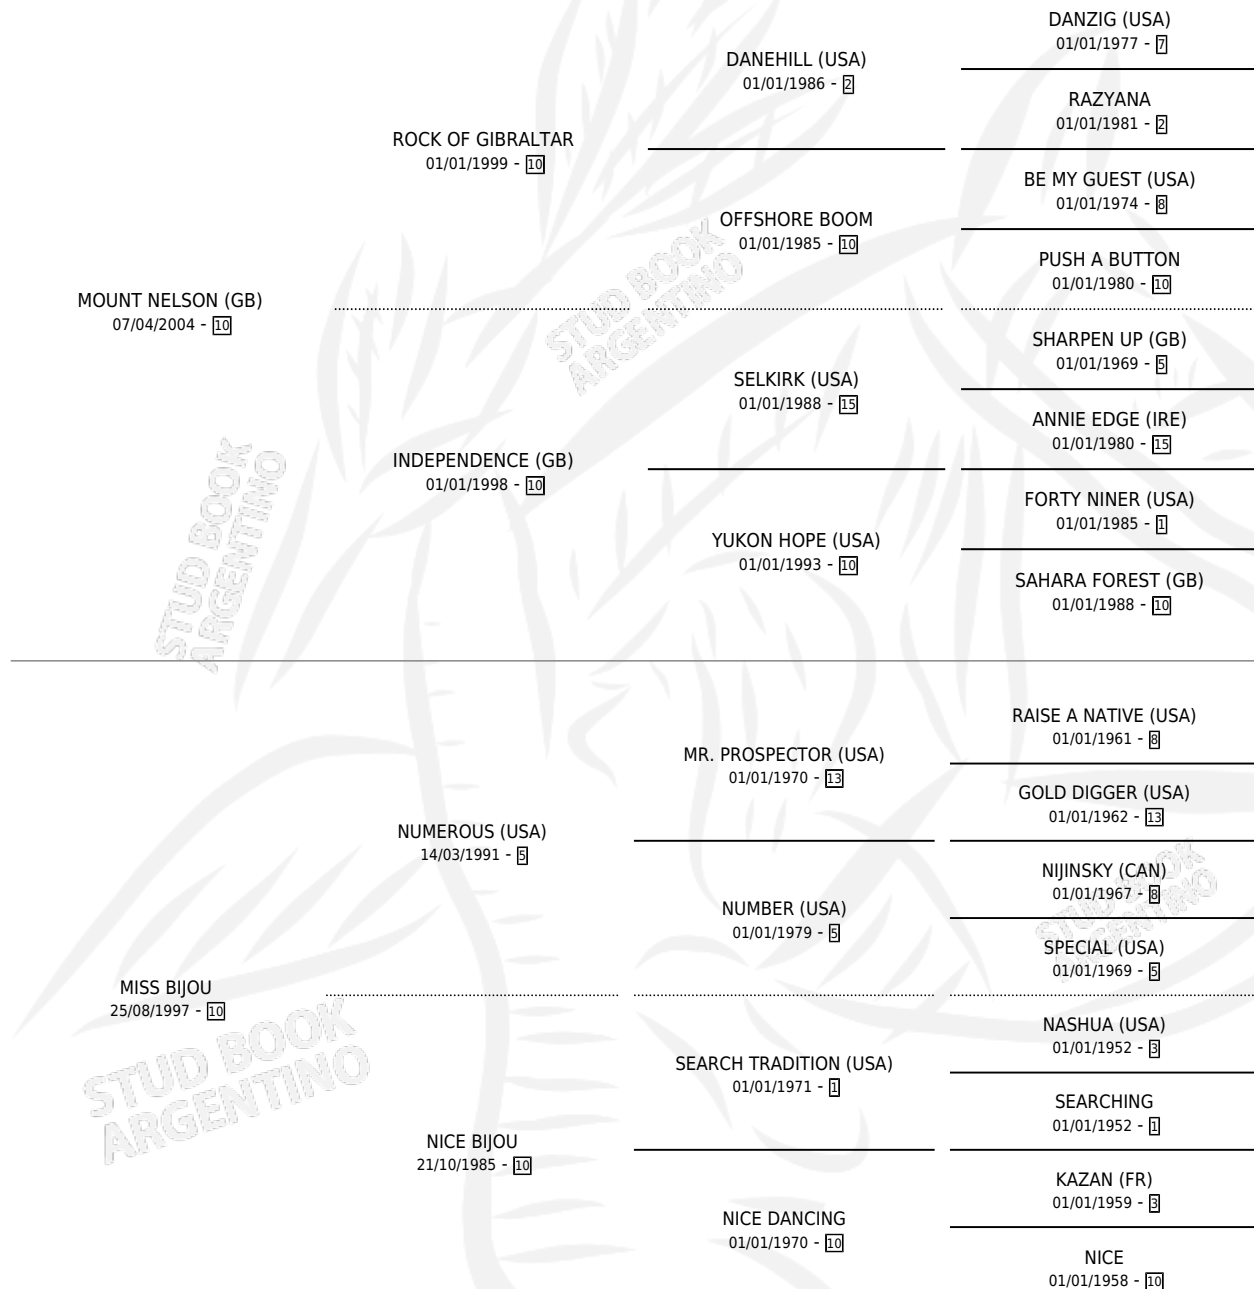 DANZIG (USA)
01/01/1977 - 7
DANEHILL (USA)
01/01/1986 - 2
RAZYANA
01/01/1981 - 2
ROCK OF GIBRALTAR
01/01/1999 - 10
BE MY GUEST (USA)
01/01/1974 - 8
OFFSHORE BOOM
01/01/1985 - 10
PUSH A BUTTON
01/01/1980 - 10
MOUNT NELSON (GB)
07/04/2004 - 10
STUD BOOK
ARGENTINO
SHARPEN UP (GB)
01/01/1969 - 5
SELKIRK (USA)
01/01/1988 - 15
ANNIE EDGE (IRE)
01/01/1980 - 15
INDEPENDENCE (GB)
01/01/1998 - 10
FORTY NINER (USA)
01/01/1985 - 1
YUKON HOPE (USA)
01/01/1993 - 10
SAHARA FOREST (GB)
01/01/1988 - 10
STUD BOOK
ARGENTINO
RAISE A NATIVE (USA)
01/01/1961 - 8
MR. PROSPECTOR (USA)
01/01/1970 - 13
GOLD DIGGER (USA)
01/01/1962 - 13
NUMEROUS (USA)
14/03/1991 - 5
NIJINSKY (CAN)
01/01/1967 - 8
NUMBER (USA)
01/01/1979 - 5
SPECIAL (USA)
01/01/1969 - 5
STUD BOOK
ARGENTINO
MISS BIJOU
25/08/1997 - 10
NASHUA (USA)
01/01/1952 - 3
SEARCH TRADITION (USA)
01/01/1971 - 1
SEARCHING
01/01/1952 - 1
STUD BOOK
ARGENTINO
NICE BIJOU
21/10/1985 - 10
KAZAN (FR)
01/01/1959 - 3
NICE DANCING
01/01/1970 - 10
NICE
01/01/1958 - 10